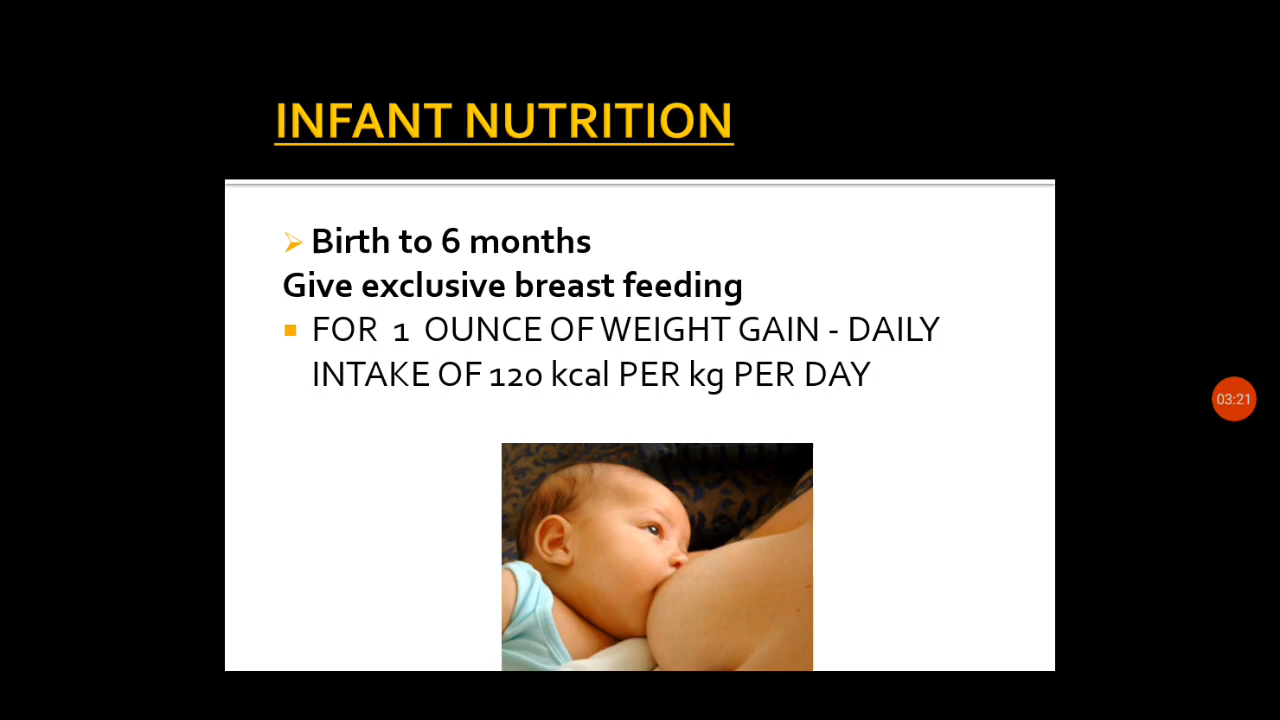 INFANT NUTRITION
Birth to 6 months
Give exclusive breast feeding
FOR 1 OUNCE OF WEIGHT GAIN - DAILY
INTAKE OF 120 kcal PER kg PER DAY
03:21